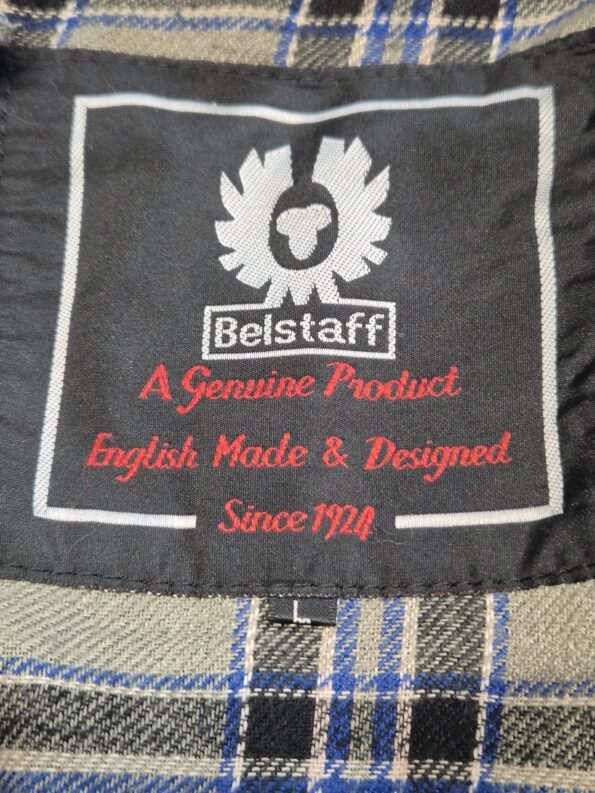 Belstaff
A Genuine Product
English Made & Designed
Since 1924
L